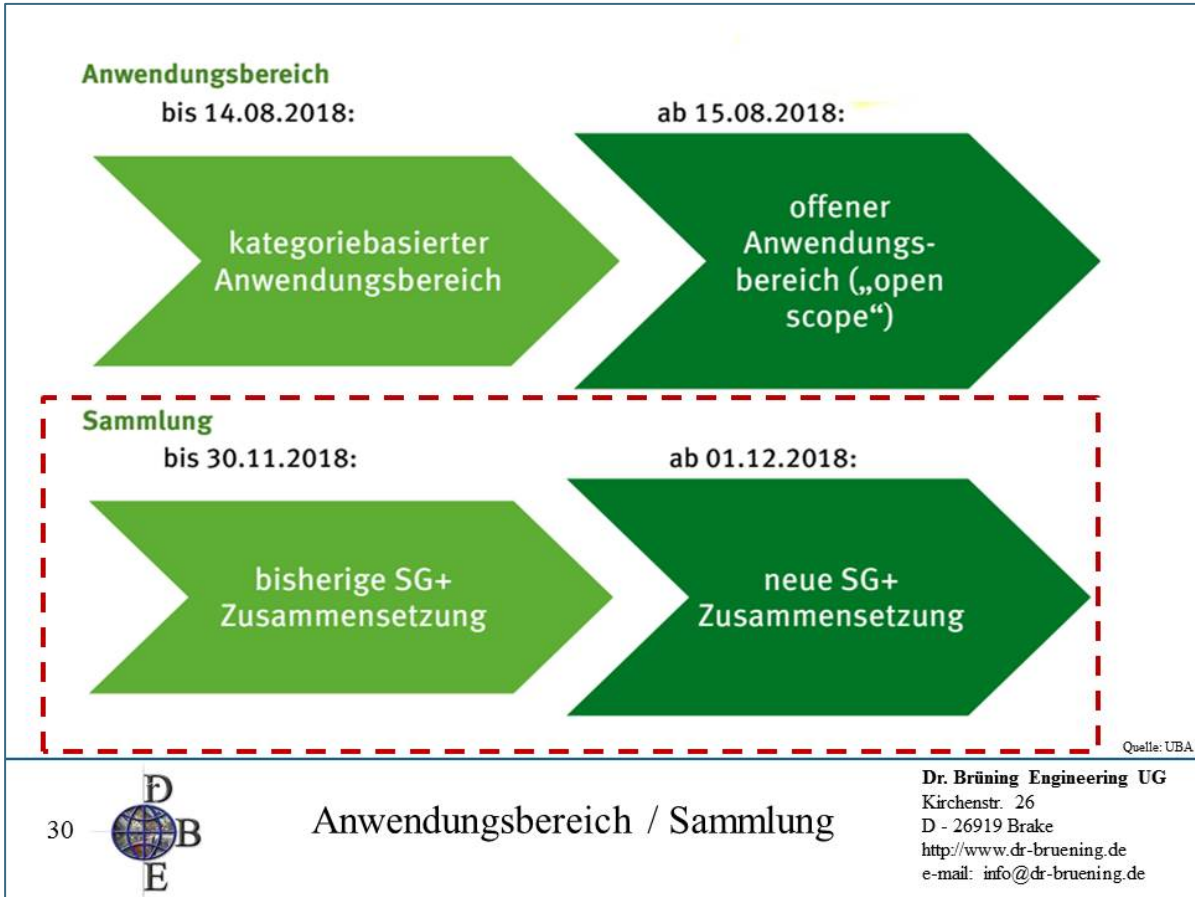 Anwendungsbereich
bis 14.08.2018:
ab 15.08.2018:
kategoriebasierter
Anwendungsbereich
offener
Anwendungs-
bereich („open
scope“)
Sammlung
bis 30.11.2018:
ab 01.12.2018:
bisherige SG+
Zusammensetzung
neue SG+
Zusammensetzung
Quelle: UBA
30
D
r
B
B
E
Anwendungsbereich / Sammlung
Dr. Brüning Engineering UG
Kirchenstr. 26
D - 26919 Brake
http://www.dr-bruening.de
e-mail: info@dr-bruening.de